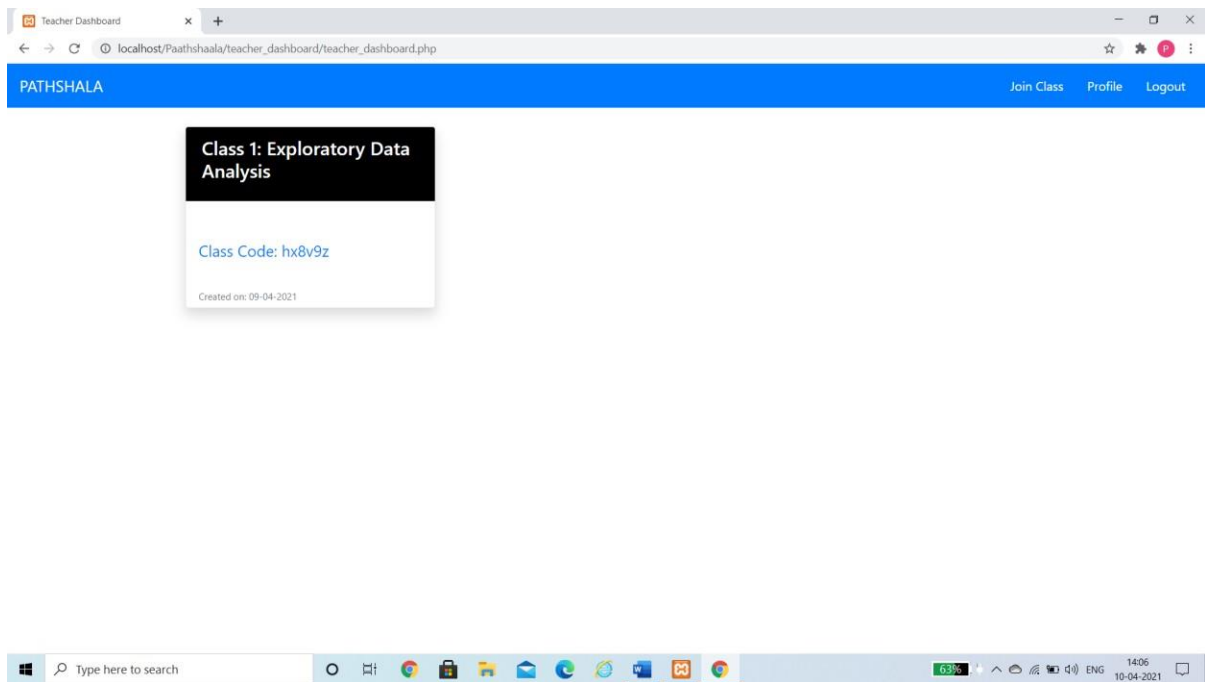 Teacher Dashboard
localhost/Paathshaala/teacher_dashboard/teacher_dashboard.php
P
PATHSHALA
Join Class Profile Logout
Class 1: Exploratory Data
Analysis
Class Code: hx8v9z
Created on: 09-04-2021
Type here to search
63%
ENG
14:06
10-04-2021